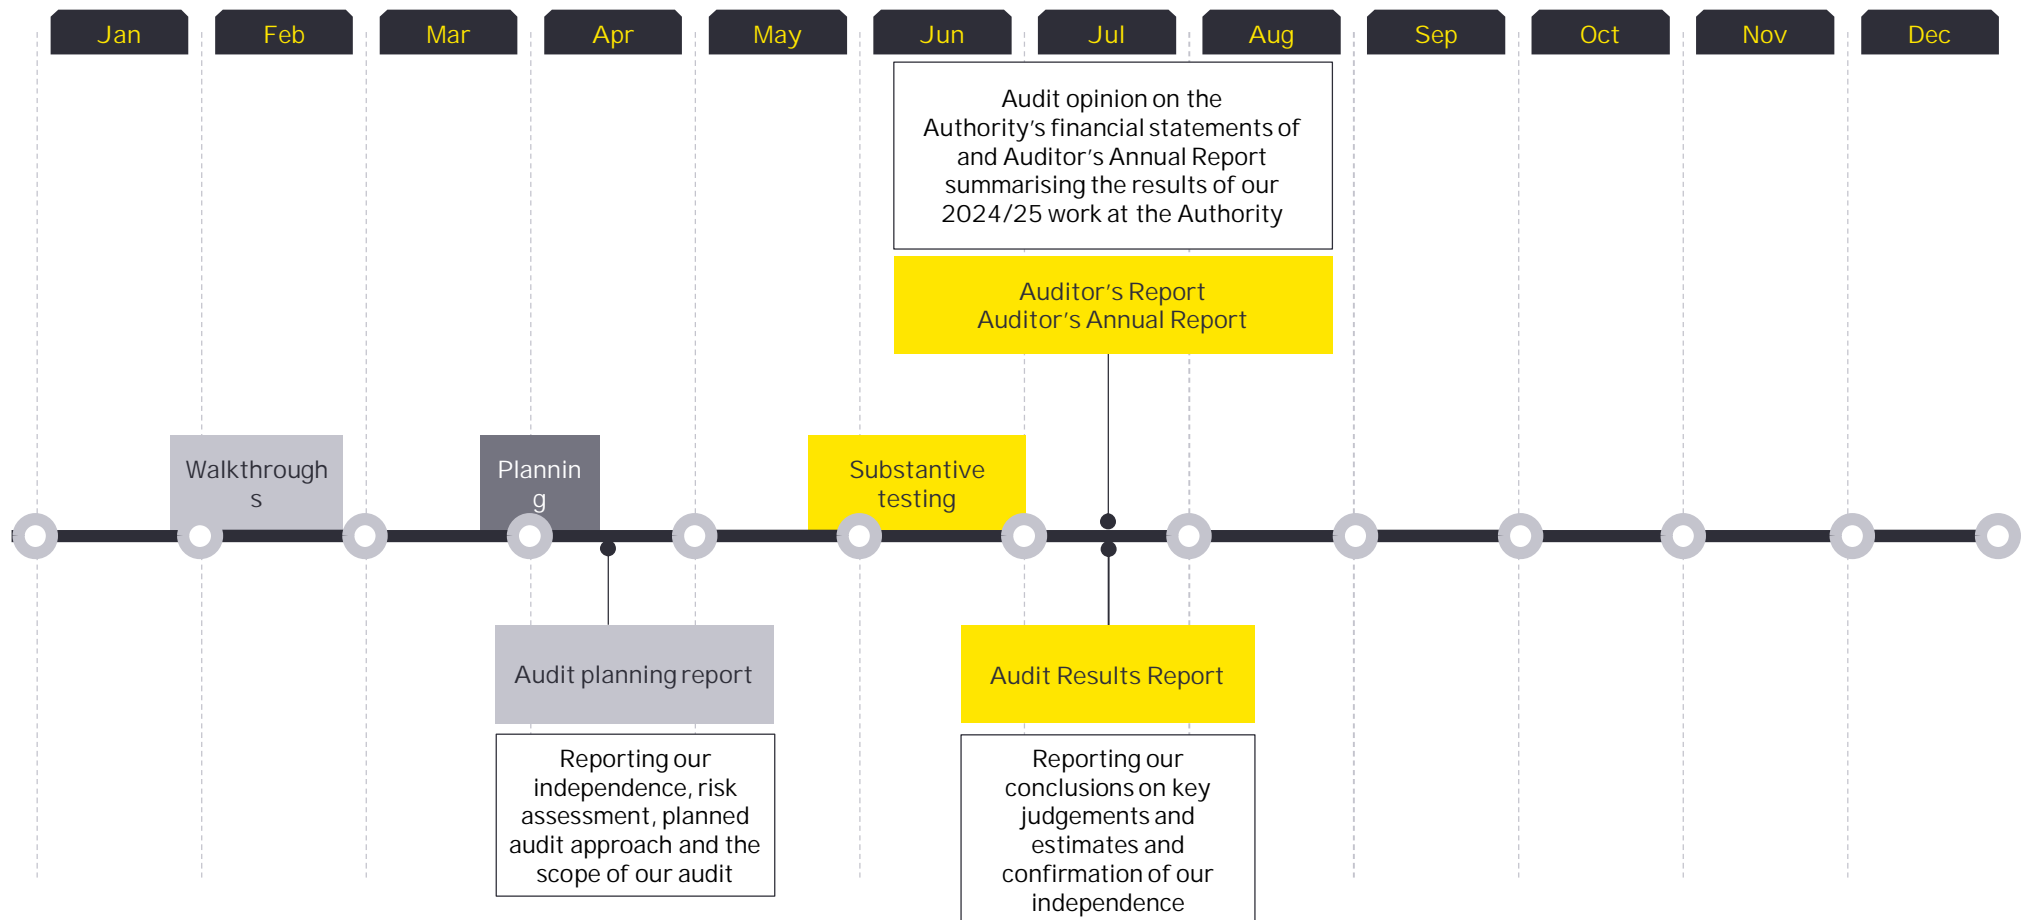 Jan
Feb
Mar
Apr
May
Jun
Jul
Aug
Sep
Oct
Nov
Dec
Audit opinion on the
Authority's financial statements of
and Auditor's Annual Report
summarising the results of our
2024/25 work at the Authority
Auditor's Report
Auditor's Annual Report
Walkthrough
s
Plannin
g
Substantive
testing
Audit planning report
Reporting our
independence, risk
assessment, planned
audit approach and the
scope of our audit
Audit Results Report
Reporting our
conclusions on key
judgements and
estimates and
confirmation of our
independence